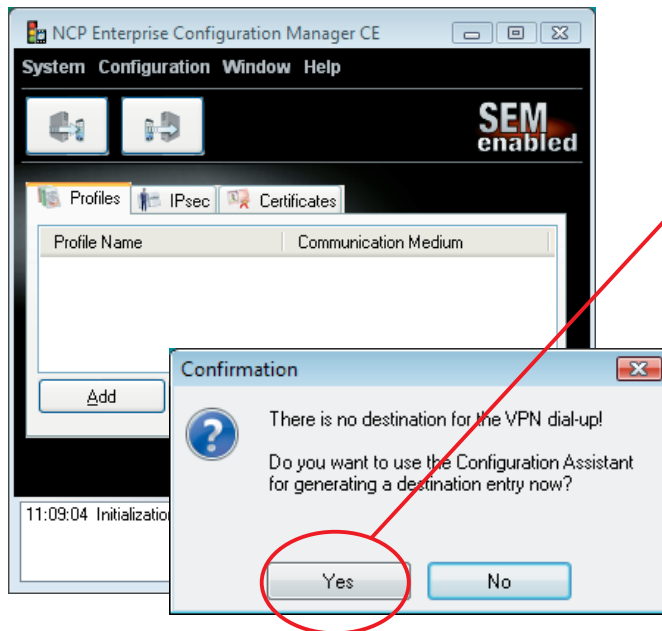 NCP Enterprise Configuration Manager CE
System Configuration Window Help
SEM
enabled
Profiles IPsec Certificates
Profile Name Communication Medium
Add
Confirmation
There is no destination for the VPN dial-up!
Do you want to use the Configuration Assistant
for generating a destination entry now?
Yes No
11:09:04 Initializatio